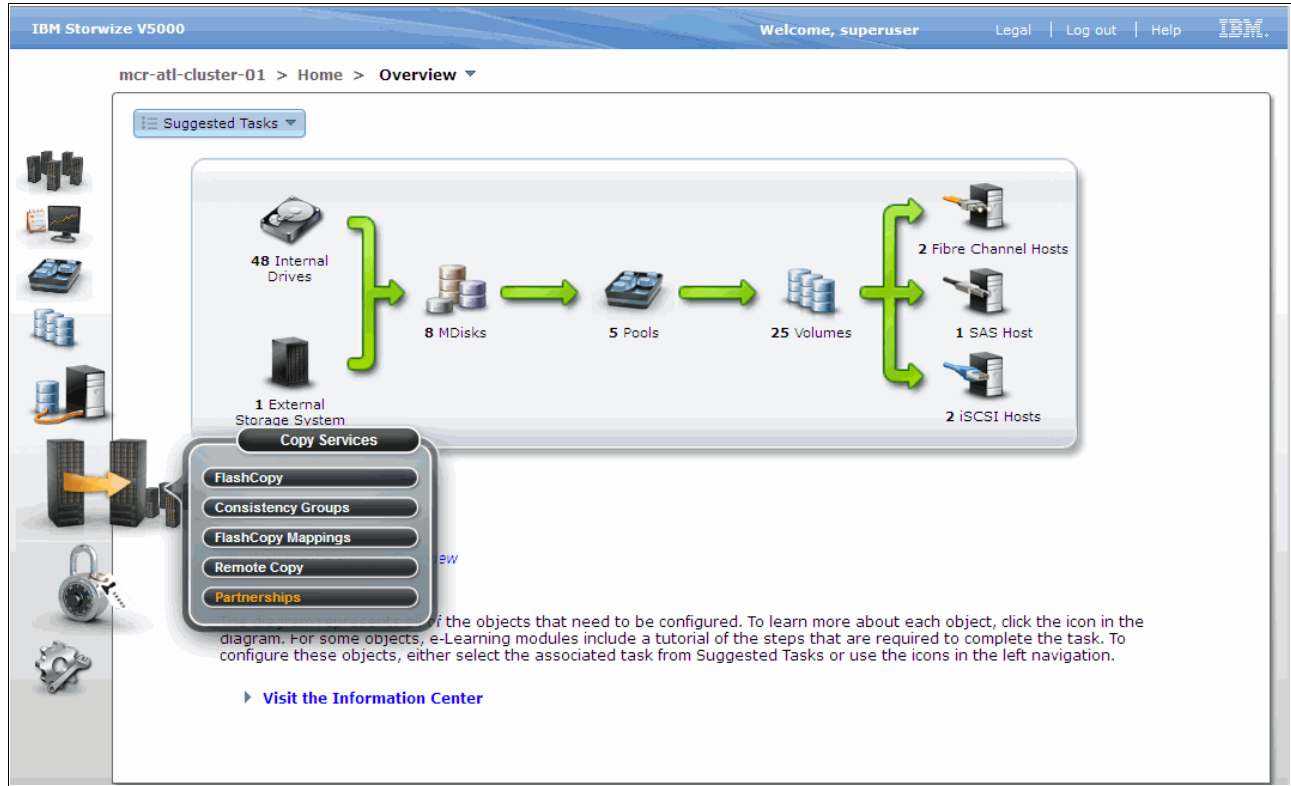 IBM Storwize V5000
Welcome, superuser
Legal | Log out | Help
IBM.
mcr-atl-cluster-01 > Home > Overview
Suggested Tasks
48 Internal
Drives
1 External
Storage System
8 MDisks
5 Pools
25 Volumes
2 Fibre Channel Hosts
1 SAS Host
2 iSCSI Hosts
Copy Services
FlashCopy
Consistency Groups
FlashCopy Mappings
Remote Copy
Partnerships
of the objects that need to be configured. To learn more about each object, click the icon in the
diagram. For some objects, e-Learning modules include a tutorial of the steps that are required to complete the task. To
configure these objects, either select the associated task from Suggested Tasks or use the icons in the left navigation.
Visit the Information Center